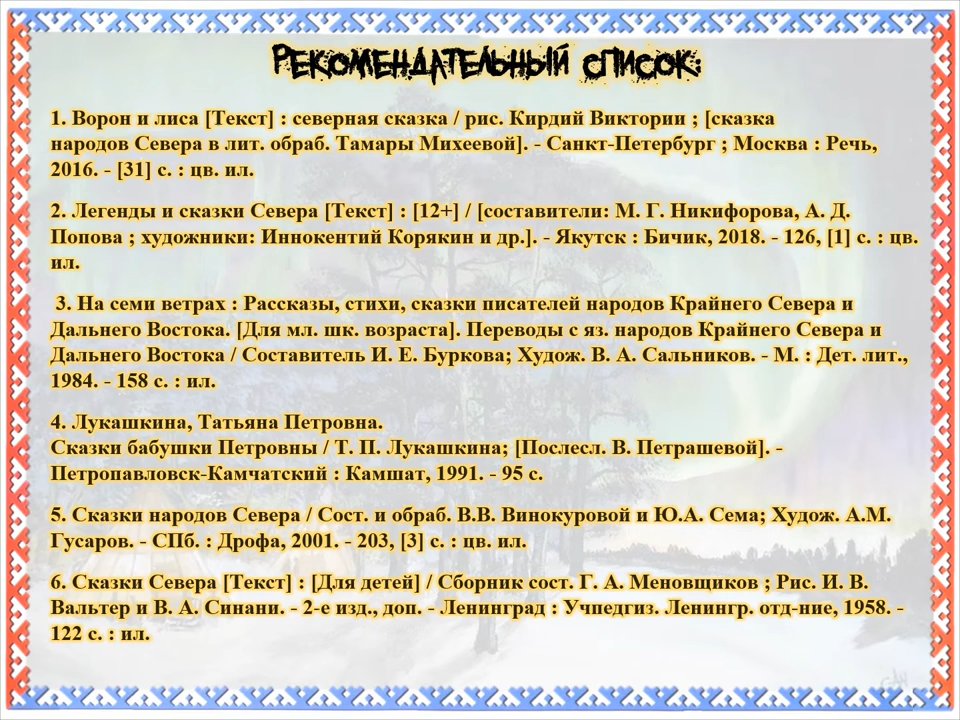 Рекомендательный список:
1. Ворон и лиса [Текст] : северная сказка / рис. Кирдий Виктории ; [сказка
народов Севера в лит. обраб. Тамары Михеевой]. - Санкт-Петербург ; Москва : Речь,
2016. - [31] с. : цв. ил.
2. Легенды и сказки Севера [Текст] : [12+] / [составители: М. Г. Никифорова, А. Д.
Попова ; художники: Иннокентий Корякин и др.]. - Якутск : Бичик, 2018. - 126, [1] с. : цв.
ил.
3. На семи ветрах : Рассказы, стихи, сказки писателей народов Крайнего Севера и
Дальнего Востока. [Для мл. шк. возраста]. Переводы с яз. народов Крайнего Севера и
Дальнего Востока / Составитель И. Е. Буркова; Худож. В. А. Сальников. - М. : Дет. лит.,
1984. - 158 с. : ил.
4. Лукашкина, Татьяна Петровна.
Сказки бабушки Петровны / Т. П. Лукашкина; [Послесл. В. Петрашевой]. -
Петропавловск-Камчатский : Камшат, 1991. - 95 с.
5. Сказки народов Севера / Сост. и обраб. В.В. Винокуровой и Ю.А. Сема; Худож. А.М.
Гусаров. - СПб. : Дрофа, 2001. - 203, [3] с. : цв. ил.
6. Сказки Севера [Текст] : [Для детей] / Сборник сост. Г. А. Меновщиков ; Рис. И. В.
Вальтер и В. А. Синани. - 2-е изд., доп. - Ленинград : Учпедгиз. Ленингр. отд-ние, 1958. -
122 с. : ил.